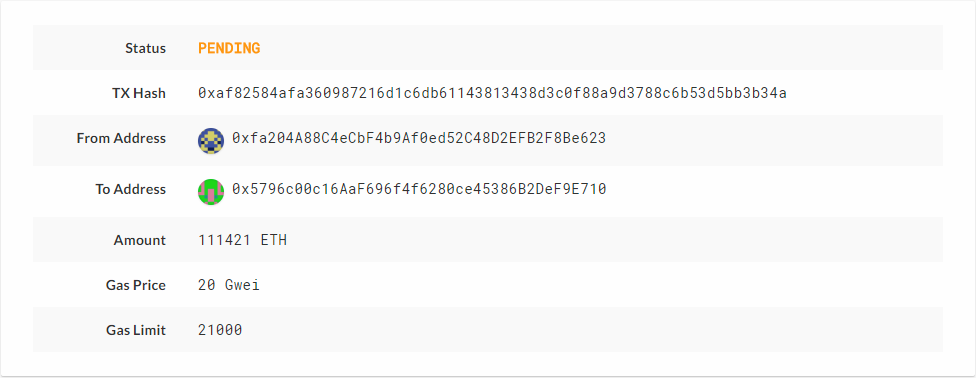 Status PENDING
TX Hash 0xaf82584afa360987216d1c6db61143813438d3c0f88a9d3788c6b53d5bb3b34a
From Address 0xfa204A88C4eCbF4b9Af0ed52C48D2EFB2F8Be623
To Address 0x5796c00c16AaF696f4f6280ce45386B2DeF9E710
Amount 111421 ETH
Gas Price 20 Gwei
Gas Limit 21000